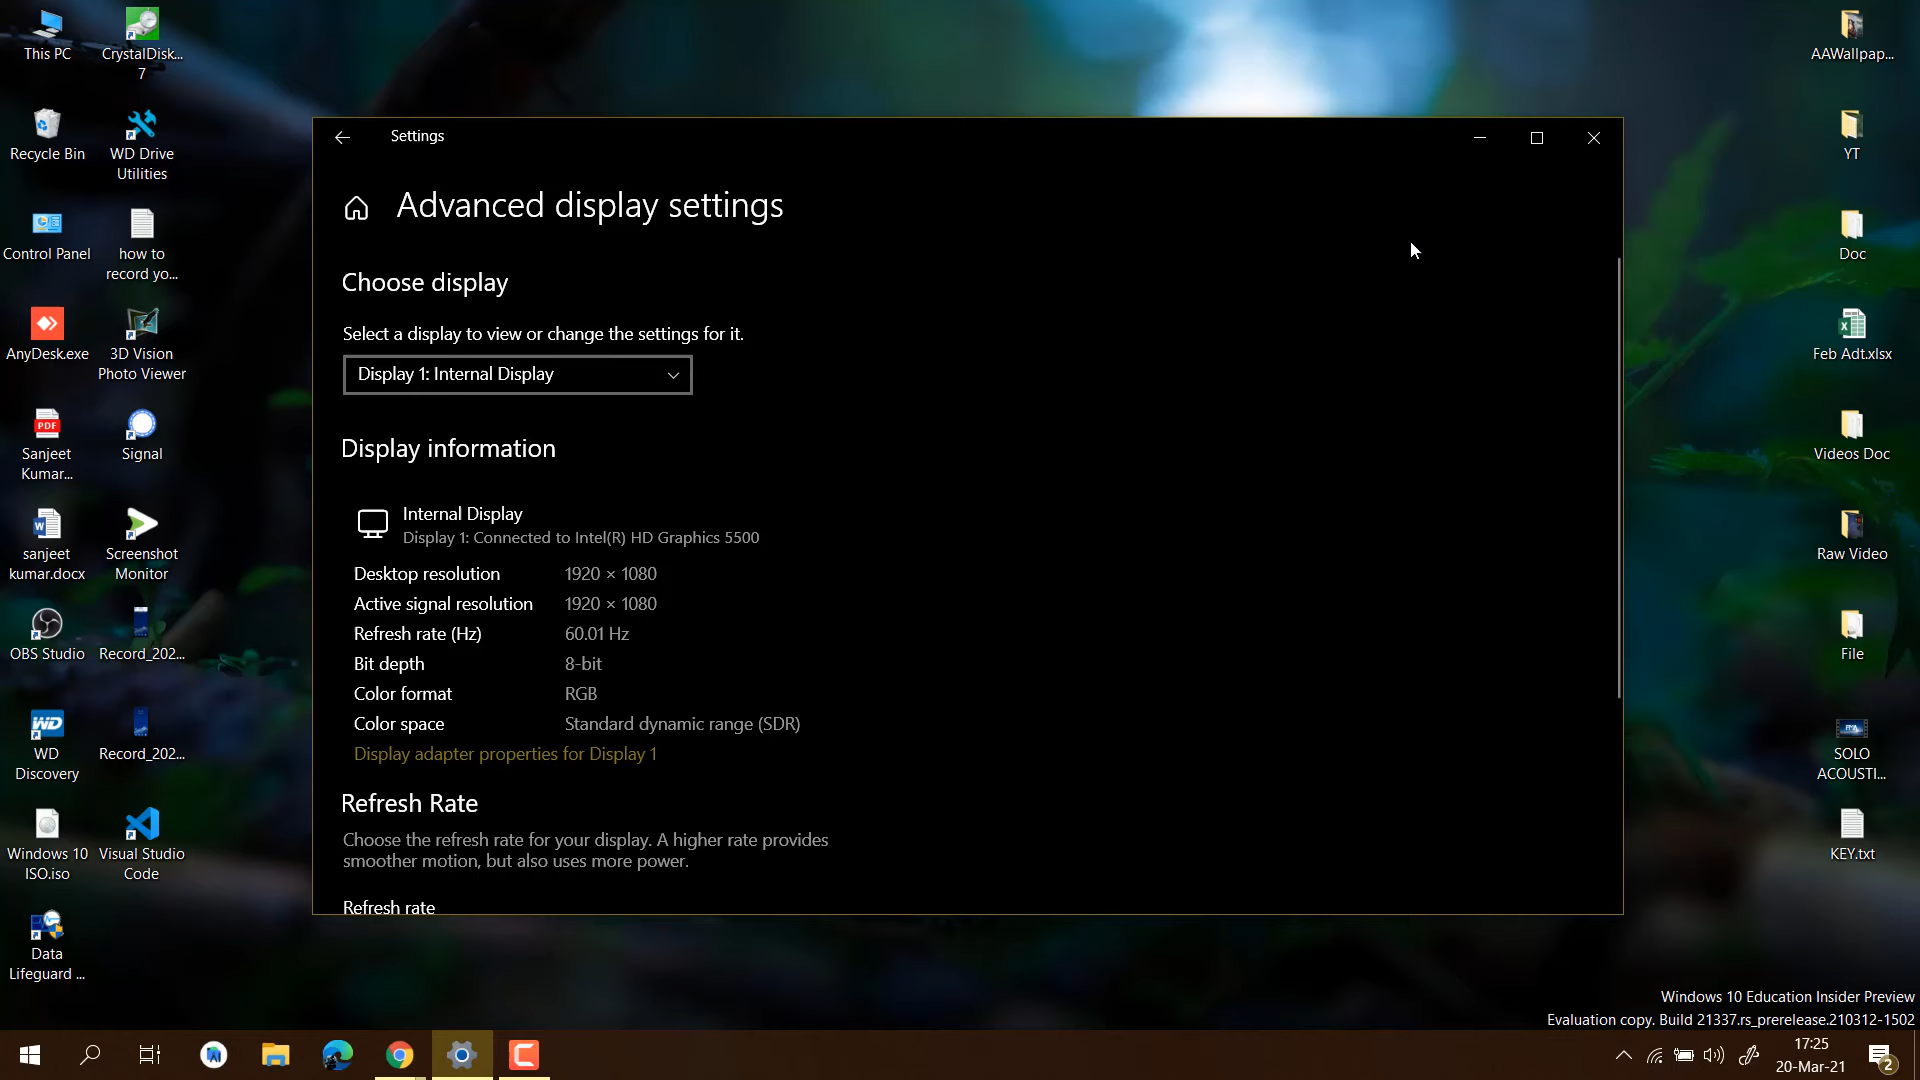 This PC
CrystalDisk...
7
Recycle Bin
WD Drive
Utilities
Control Panel
how to
record yo...
AnyDesk.exe
3D Vision
Photo Viewer
PDF
Sanjeet
Kumar...
Signal
sanjeet
kumar.docx
Screenshot
Monitor
OBS Studio
Record_202...
WD
WD
Discovery
Record_202...
Windows 10
ISO.iso
Visual Studio
Code
Data
Lifeguard ...
Settings
Advanced display settings
Choose display
Select a display to view or change the settings for it.
Display 1: Internal Display
Display information
Internal Display
Display 1: Connected to Intel(R) HD Graphics 5500
Desktop resolution 1920 × 1080
Active signal resolution 1920 × 1080
Refresh rate (Hz) 60.01 Hz
Bit depth 8-bit
Color format RGB
Color space Standard dynamic range (SDR)
Display adapter properties for Display 1
Refresh Rate
Choose the refresh rate for your display. A higher rate provides
smoother motion, but also uses more power.
Refresh rate
AAWallpap...
YT
Doc
Feb Adt.xlsx
Videos Doc
Raw Video
File
SOLO
ACOUSTI...
KEY.txt
Windows 10 Education Insider Preview
Evaluation copy. Build 21337.rs_prerelease.210312-1502
17:25
20-Mar-21
2